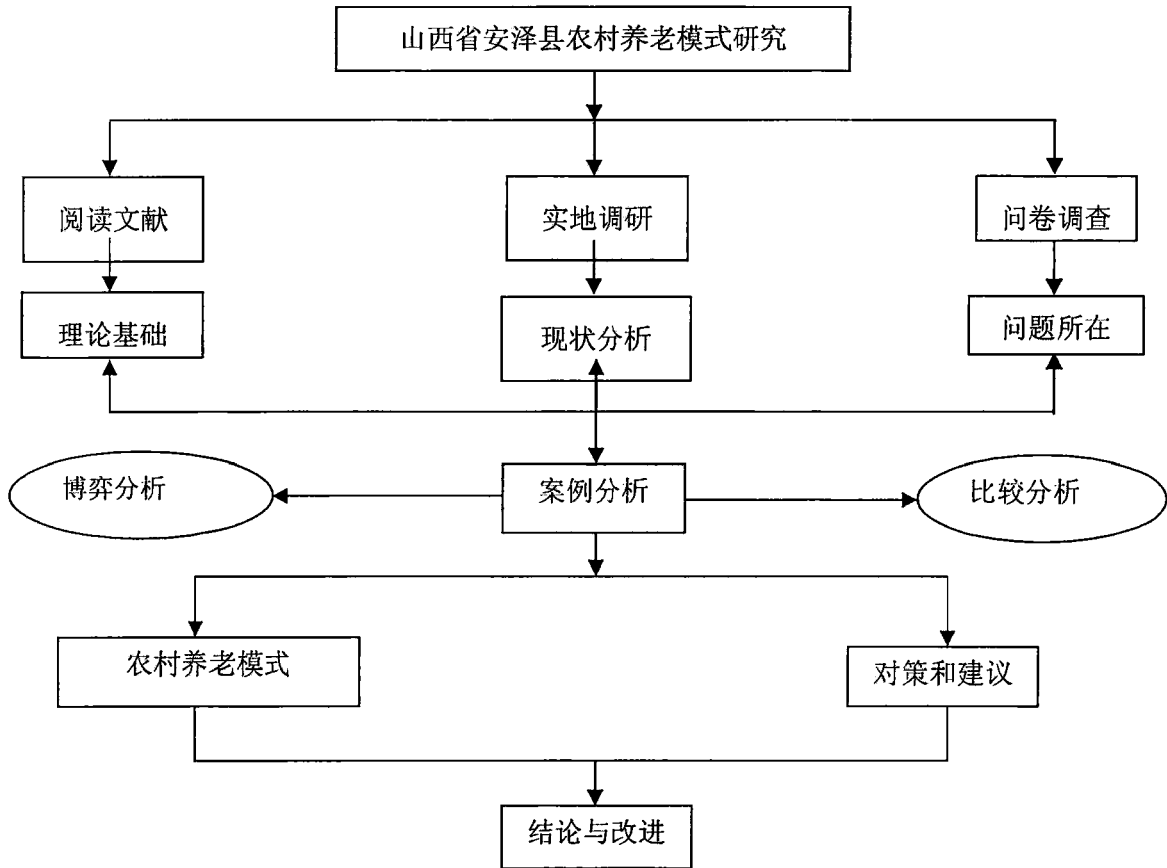 山西省安泽县农村养老模式研究
阅读文献
实地调研
问卷调查
理论基础
现状分析
问题所在
博弈分析
案例分析
比较分析
农村养老模式
对策和建议
结论与改进